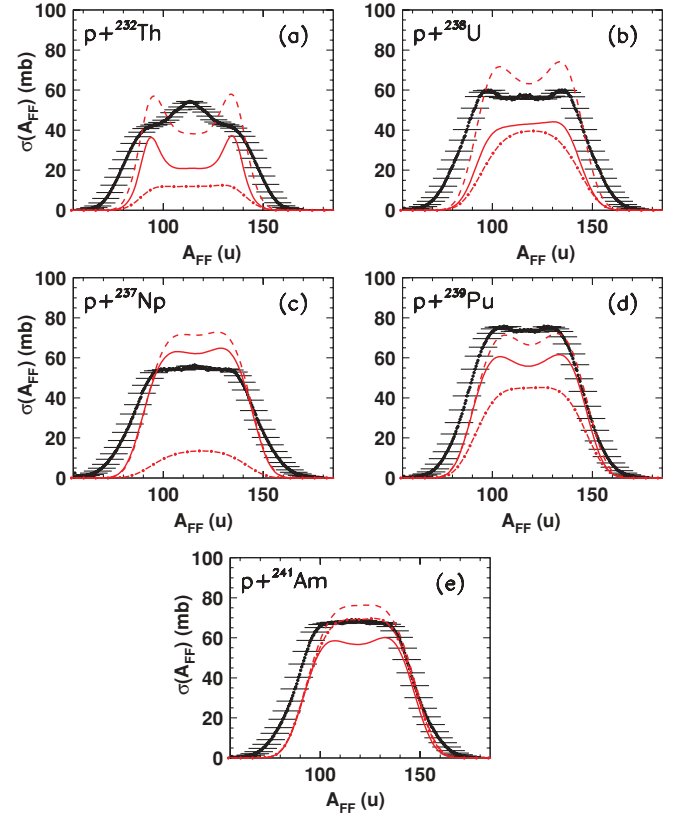 p+²³²Th (a)
p+²³⁸U (b)
100
80
60
40
20
0
σ(A_FF) (mb)
100 150
A_FF (u)
100
80
60
40
20
0
σ(A_FF) (mb)
100 150
A_FF (u)
p+²³⁷Np (c)
p+²³⁹Pu (d)
100
80
60
40
20
0
σ(A_FF) (mb)
100 150
A_FF (u)
100
80
60
40
20
0
σ(A_FF) (mb)
100 150
A_FF (u)
p+²⁴¹Am (e)
100
80
60
40
20
0
σ(A_FF) (mb)
100 150
A_FF (u)